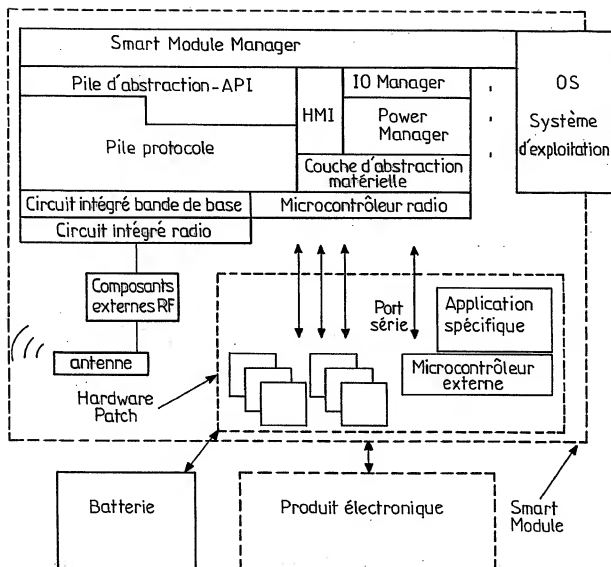 Smart Module Manager
OS
Système
d'exploitation
Pile d'abstraction-API
Pile protocole
HMI
IO Manager
Power
Manager
Couche d'abstraction
matérielle
Circuit intégré bande de base
Microcontrôleur radio
Circuit intégré radio
Composants
externes RF
antenne
Hardware
Patch
Port
série
Application
spécifique
Microcontrôleur
externe
Batterie
Produit électronique
Smart
Module